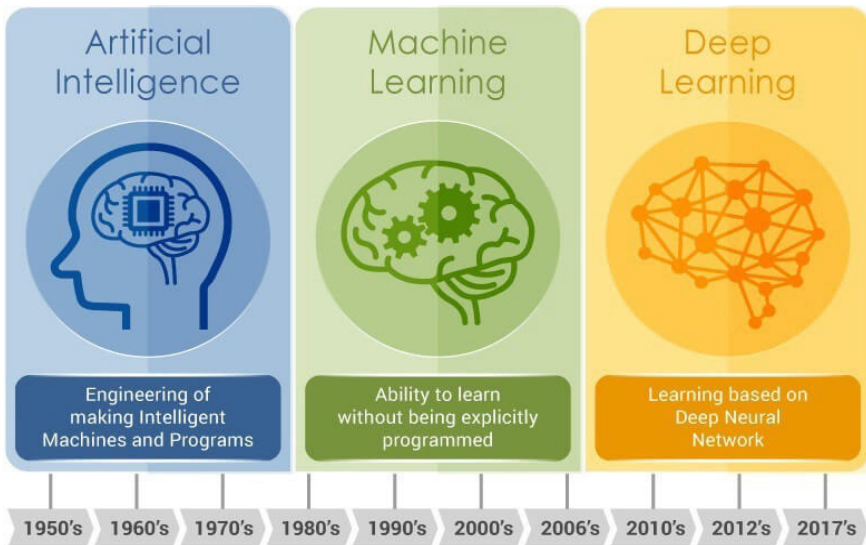 Artificial
Intelligence
Engineering of
making Intelligent
Machines and Programs
Machine
Learning
Ability to learn
without being explicitly
programmed
Deep
Learning
Learning based on
Deep Neural
Network
1950's 1960's 1970's 1980's 1990's 2000's 2006's 2010's 2012's 2017's